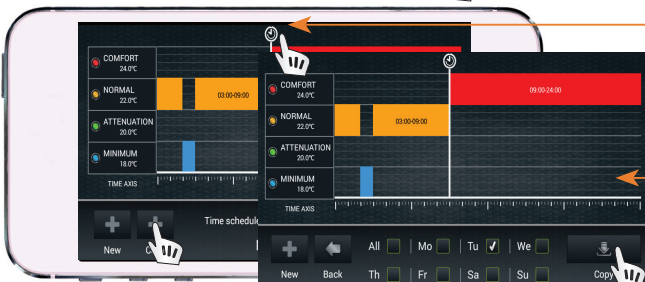 COMFORT
24.0°C
NORMAL
22.0°C
03:00-09:00
ATTENUATION
20.0°C
MINIMUM
18.0°C
TIME AXIS
Time schedule
New
COMFORT
24.0°C
09:00-24:00
NORMAL
22.0°C
03:00-09:00
ATTENUATION
20.0°C
MINIMUM
18.0°C
TIME AXIS
All Mo Tu We
New Back Th Fr Sa Su Copy